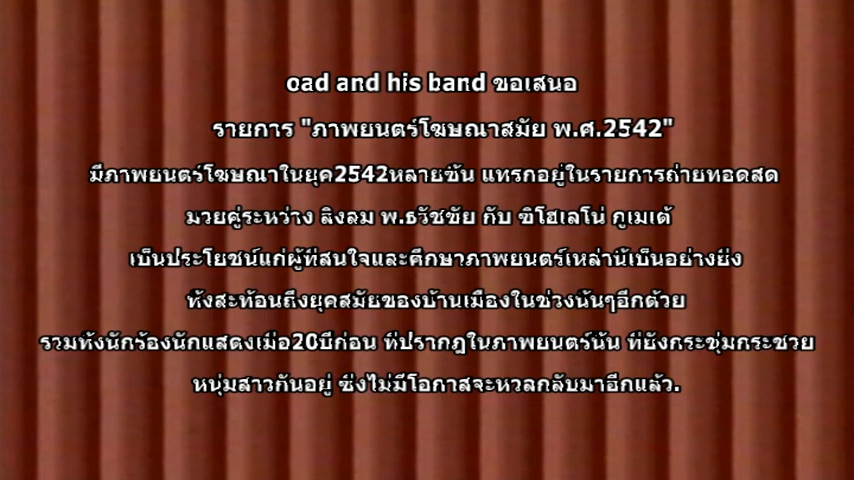 oad and his band ขอเสนอ
รายการ "ภาพยนตร์โฆษณาสมัย พ.ศ.2542"
มีภาพยนตร์โฆษณาในยุค2542หลายชิ้น แทรกอยู่ในรายการถ่ายทอดสด
มวยคู่ระหว่าง ลิงลม พ.ธวัชชัย กับ ฃิโฮเลโน่ กูเมเต้
เป็นประโยชน์แก่ผู้ที่สนใจและศึกษาภาพยนตร์เหล่านี้เป็นอย่างยิ่ง
ทั้งสะท้อนถึงยุคสมัยของบ้านเมืองในช่วงนั้นๆอีกด้วย
รวมทั้งนักร้องนักแสดงเมื่อ20ปีก่อน ที่ปรากฎในภาพยนตร์นั้น ที่ยังกระชุ่มกระชวย
หนุ่มสาวกันอยู่ ซึ่งไม่มีโอกาสจะหวลกลับมาอีกแล้ว.